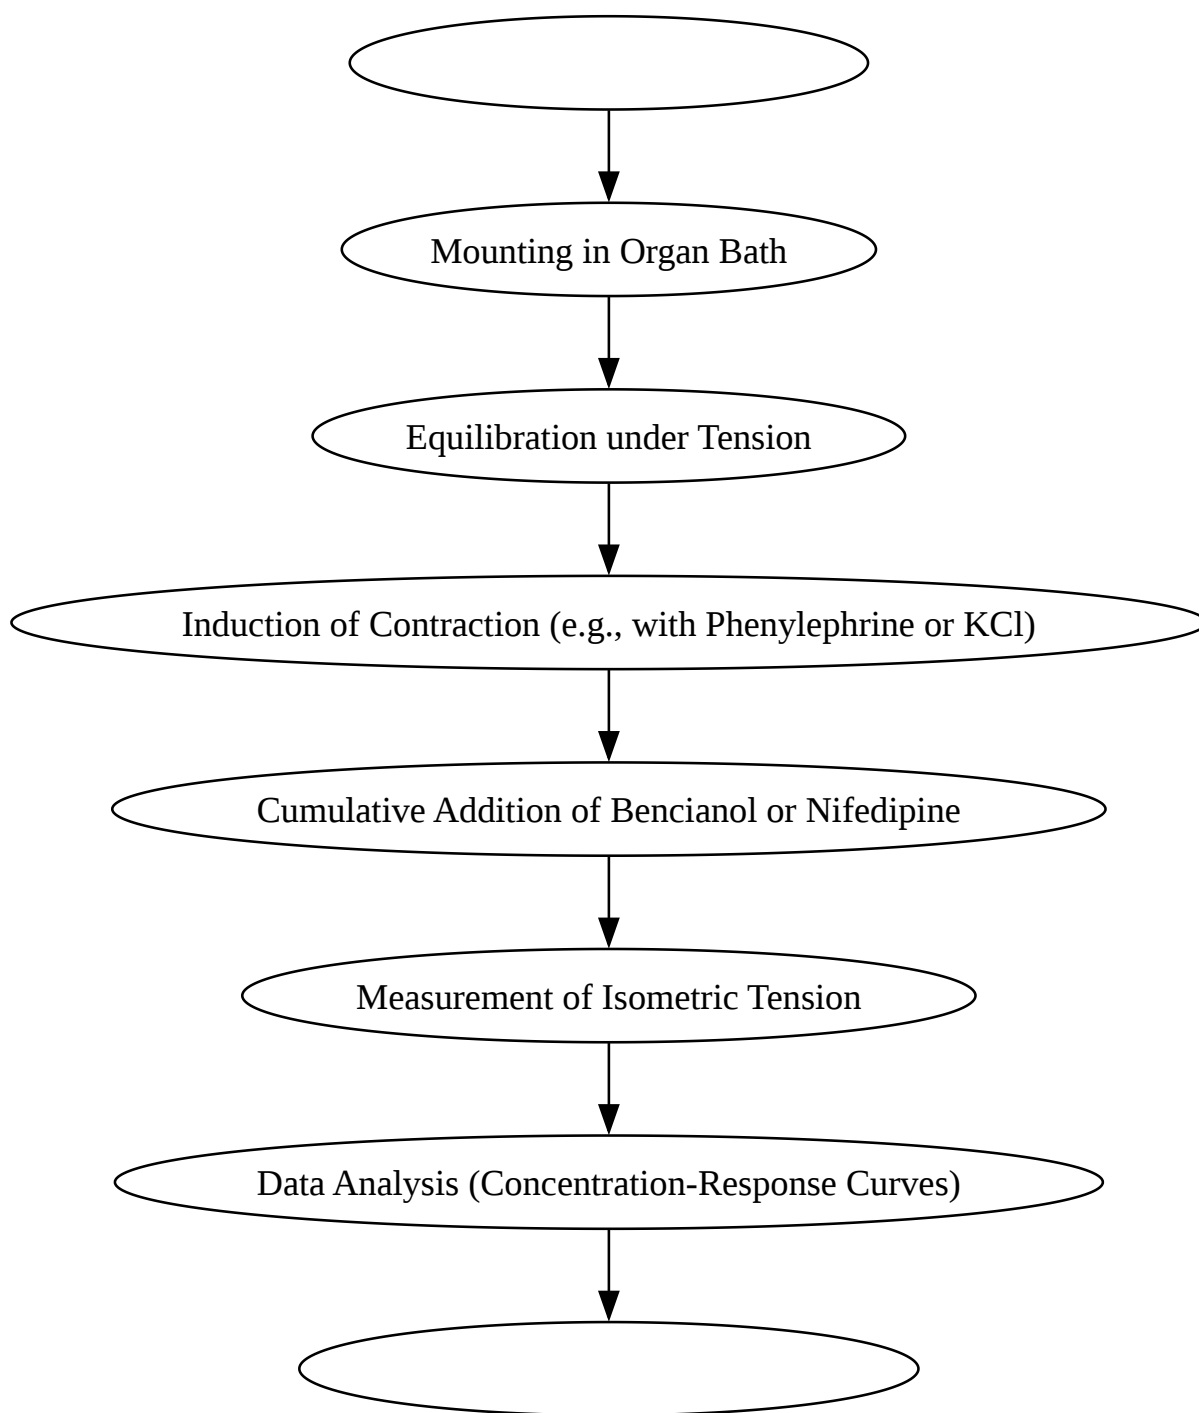 Mounting in Organ Bath
Equilibration under Tension
Induction of Contraction (e.g., with Phenylephrine or KCl)
Cumulative Addition of Bencianol or Nifedipine
Measurement of Isometric Tension
Data Analysis (Concentration-Response Curves)